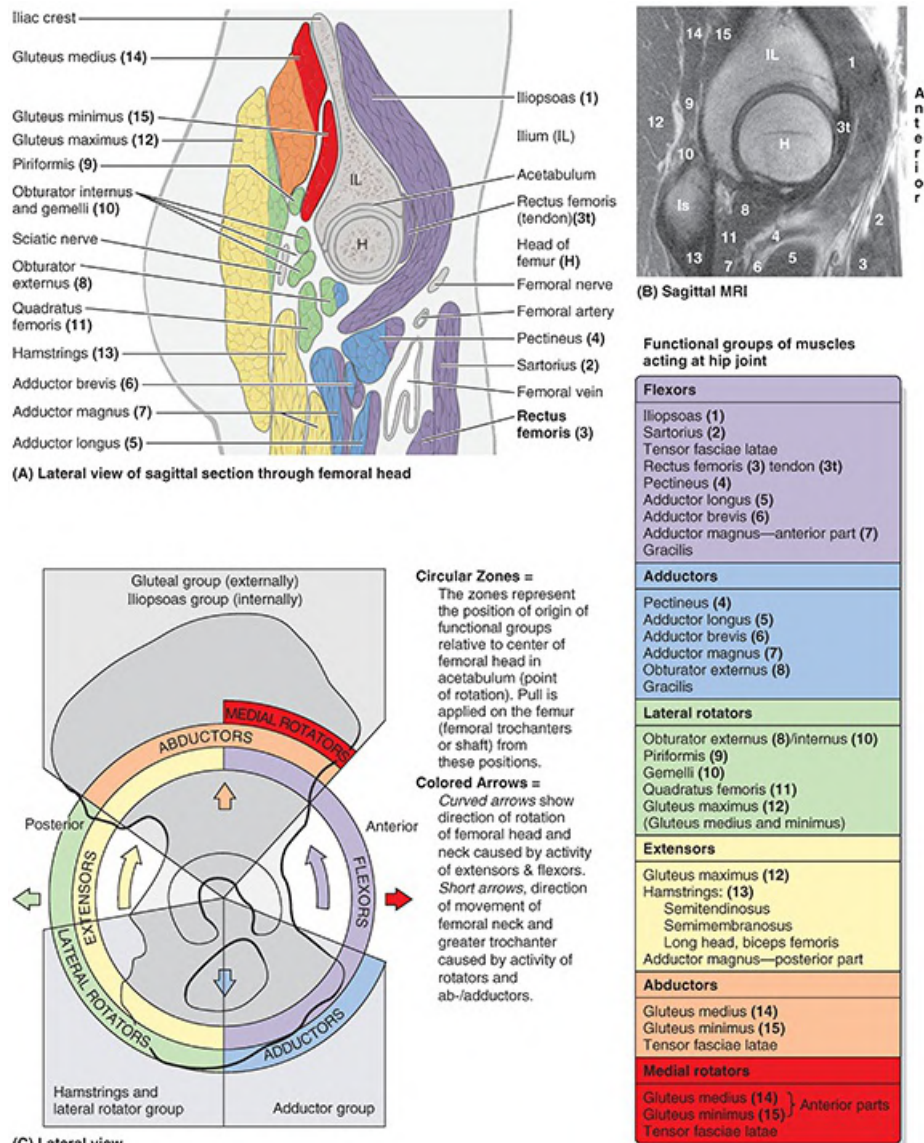 Iliac crest
Gluteus medius (14)
Gluteus minimus (15)
Gluteus maximus (12)
Piriformis (9)
Obturator internus
and gemelli (10)
Sciatic nerve
Obturator
externus (8)
Quadratus
femoris (11)
Hamstrings (13)
Adductor brevis (6)
Adductor magnus (7)
Adductor longus (5)
IL
H
Iliopsoas (1)
Ilium (IL)
Acetabulum
Rectus femoris
(tendon)(3t)
Head of
femur (H)
Femoral nerve
Femoral artery
Pectineus (4)
Sartorius (2)
Femoral vein
Rectus
femoris (3)
(A) Lateral view of sagittal section through femoral head
14
15
IL
1
9
12
3t
H
10
Is
8
2
11
4
13
7
6
5
3
Anterior
(B) Sagittal MRI
Functional groups of muscles
acting at hip joint
Flexors
Iliopsoas (1)
Sartorius (2)
Tensor fasciae latae
Rectus femoris (3) tendon (3t)
Pectineus (4)
Adductor longus (5)
Adductor brevis (6)
Adductor magnus—anterior part (7)
Gracilis
Adductors
Pectineus (4)
Adductor longus (5)
Adductor brevis (6)
Adductor magnus (7)
Obturator externus (8)
Gracilis
Lateral rotators
Obturator externus (8)/internus (10)
Piriformis (9)
Gemelli (10)
Quadratus femoris (11)
Gluteus maximus (12)
(Gluteus medius and minimus)
Extensors
Gluteus maximus (12)
Hamstrings: (13)
Semitendinosus
Semimembranosus
Long head, biceps femoris
Adductor magnus—posterior part
Abductors
Gluteus medius (14)
Gluteus minimus (15)
Tensor fasciae latae
Medial rotators
Gluteus medius (14)
Gluteus minimus (15)
Anterior parts
Tensor fasciae latae
Gluteal group (externally)
Iliopsoas group (internally)
MEDIAL ROTATORS
ABDUCTORS
Posterior
Anterior
EXTENSORS
FLEXORS
LATERAL ROTATORS
ADDUCTORS
Hamstrings and
lateral rotator group
Adductor group
Circular Zones =
The zones represent
the position of origin of
functional groups
relative to center of
femoral head in
acetabulum (point
of rotation). Pull is
applied on the femur
(femoral trochanters
or shaft) from
these positions.
Colored Arrows =
Curved arrows show
direction of rotation
of femoral head and
neck caused by activity
of extensors & flexors.
Short arrows, direction
of movement of
femoral neck and
greater trochanter
caused by activity of
rotators and
ab-/adductors.
(C) Lateral view